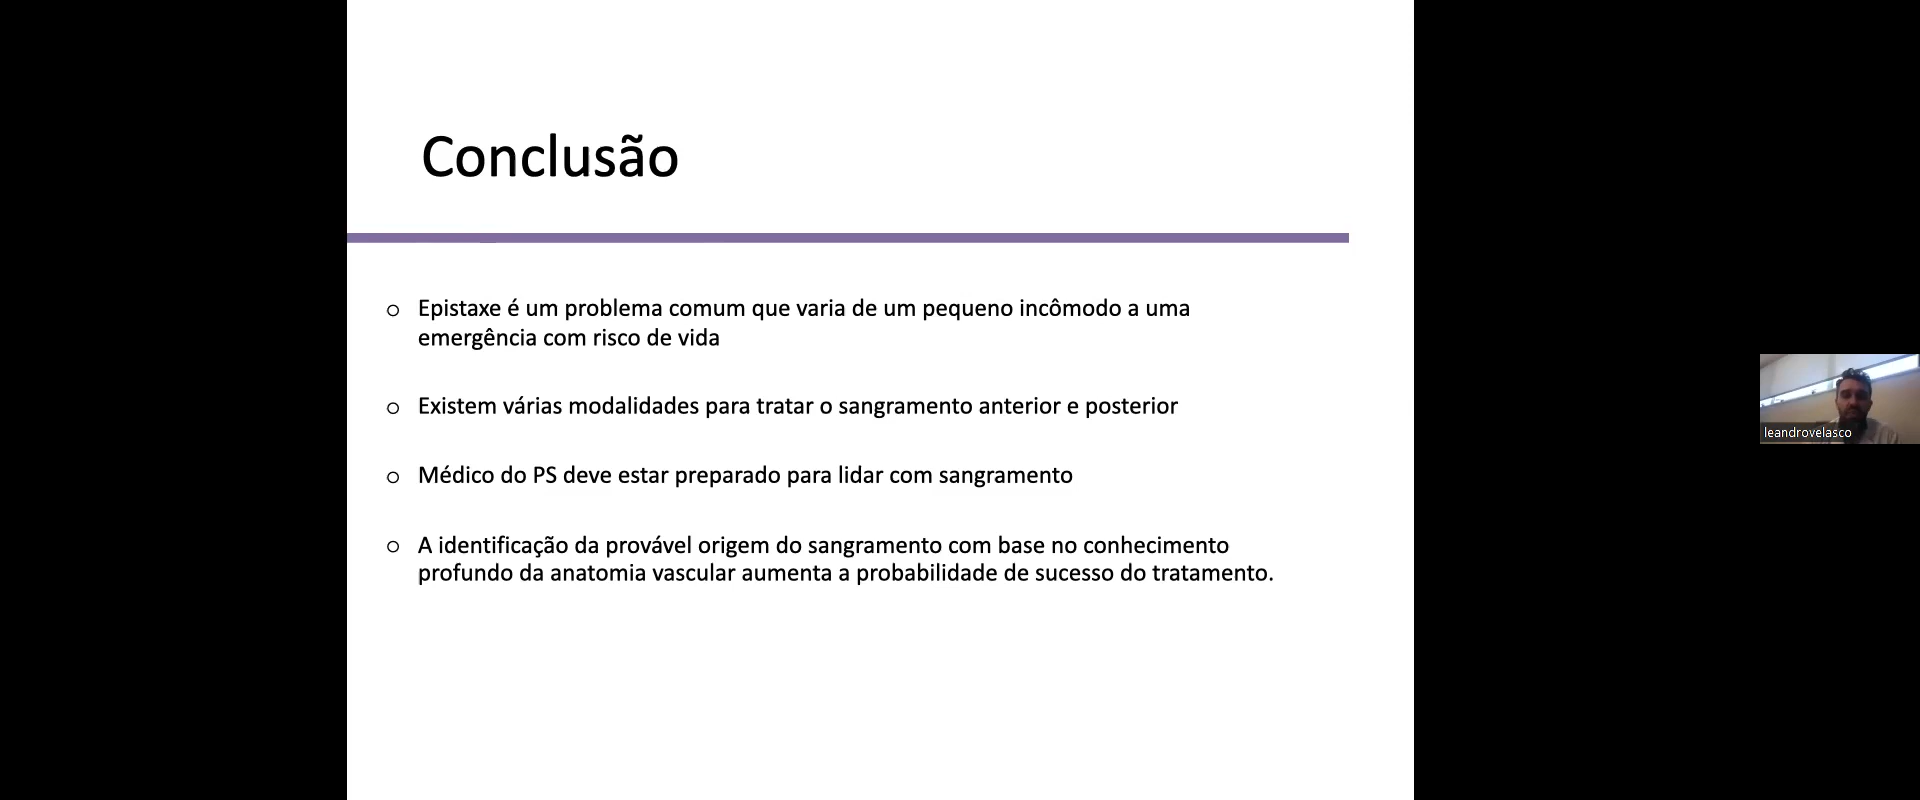 Conclusão
o Epistaxe é um problema comum que varia de um pequeno incômodo a uma
emergência com risco de vida
o Existem várias modalidades para tratar o sangramento anterior e posterior
o Médico do PS deve estar preparado para lidar com sangramento
o A identificação da provável origem do sangramento com base no conhecimento
profundo da anatomia vascular aumenta a probabilidade de sucesso do tratamento.
leandrovelasco